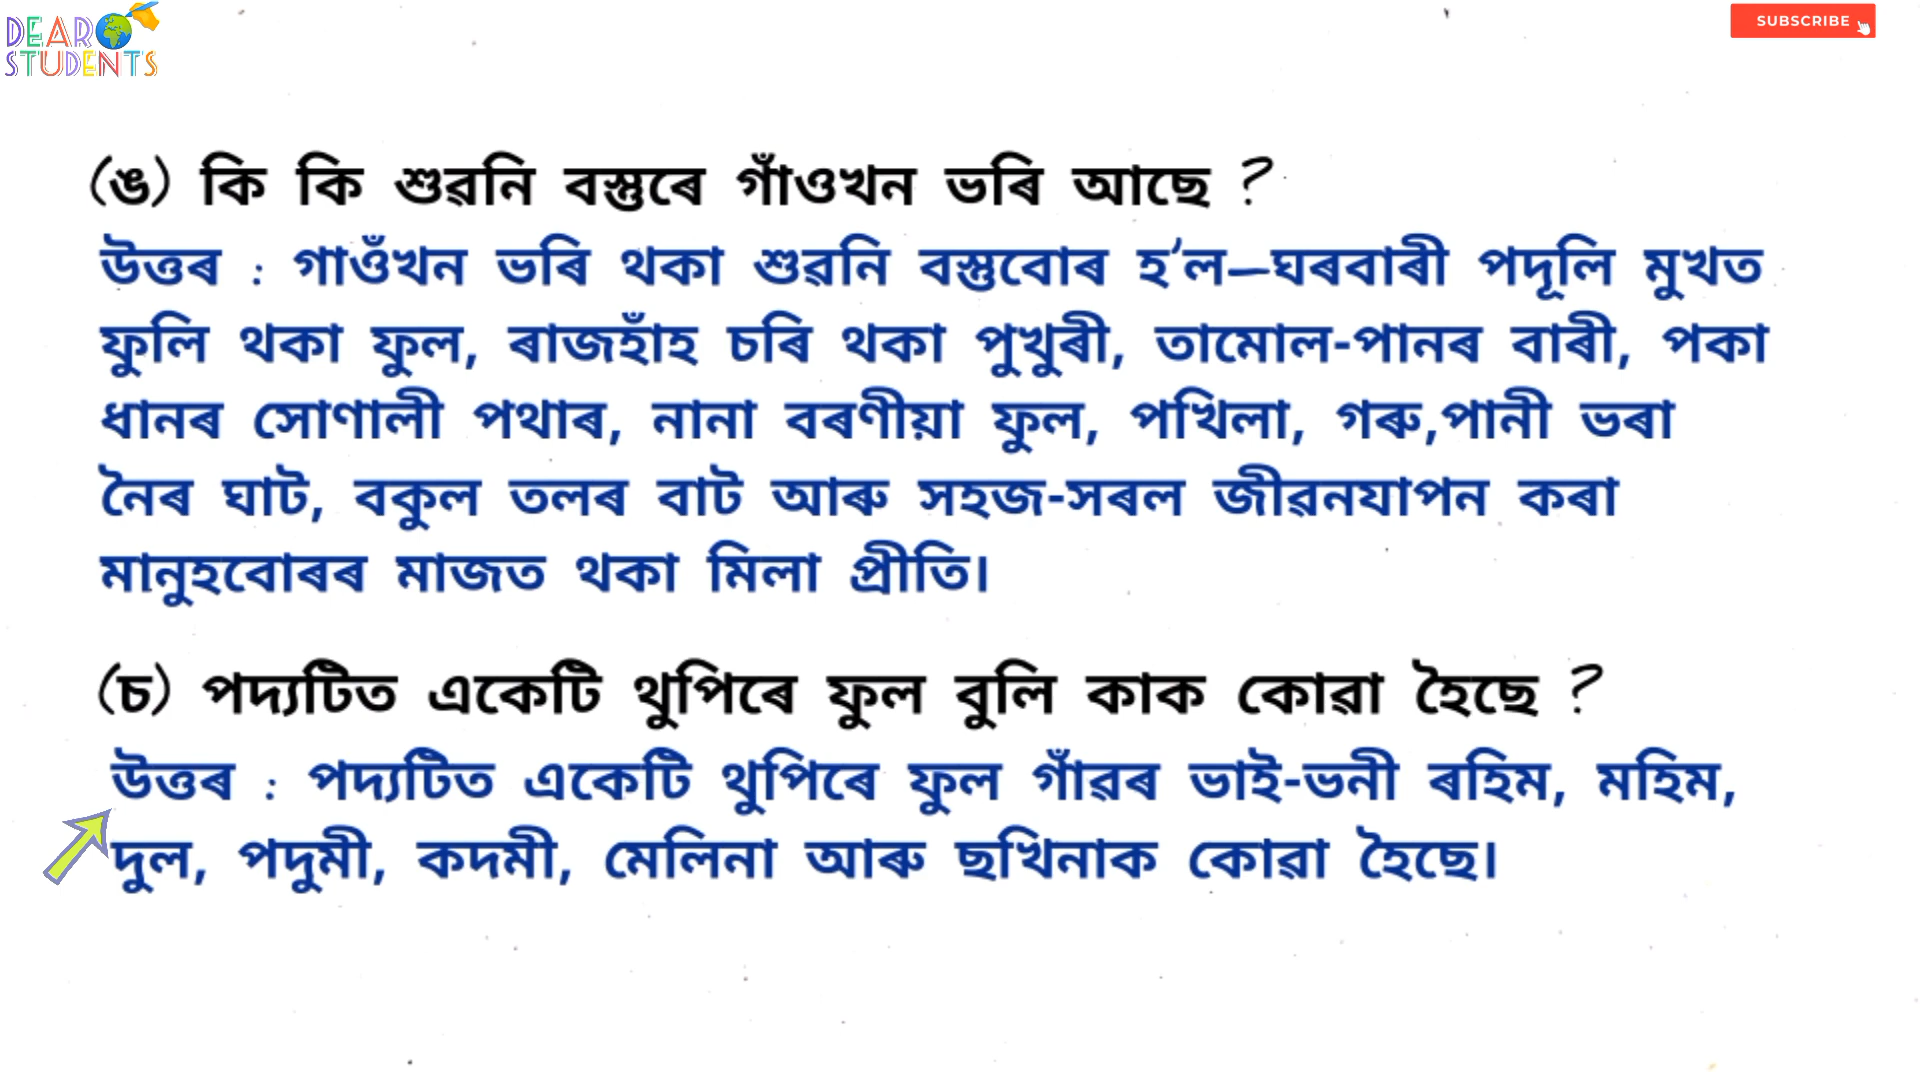 DEAR
STUDENTS
SUBSCRIBE
(ঙ) কি কি শুৱনি বস্তুৰে গাঁওখন ভৰি আছে ?
উত্তৰ : গাওঁখন ভৰি থকা শুৱনি বস্তুবোৰ হ'ল—ঘৰবাৰী পদূলি মুখত
ফুলি থকা ফুল, ৰাজহাঁহ চৰি থকা পুখুৰী, তামোল-পানৰ বাৰী, পকা
ধানৰ সোণালী পথাৰ, নানা বৰণীয়া ফুল, পখিলা, গৰু,পানী ভৰা
নৈৰ ঘাট, বকুল তলৰ বাট আৰু সহজ-সৰল জীৱনযাপন কৰা
মানুহবোৰৰ মাজত থকা মিলা প্ৰীতি।
(চ) পদ্যটিত একেটি থুপিৰে ফুল বুলি কাক কোৱা হৈছে ?
উত্তৰ : পদ্যটিত একেটি থুপিৰে ফুল গাঁৱৰ ভাই-ভনী ৰহিম, মহিম,
দুল, পদুমী, কদমী, মেলিনা আৰু ছখিনাক কোৱা হৈছে।